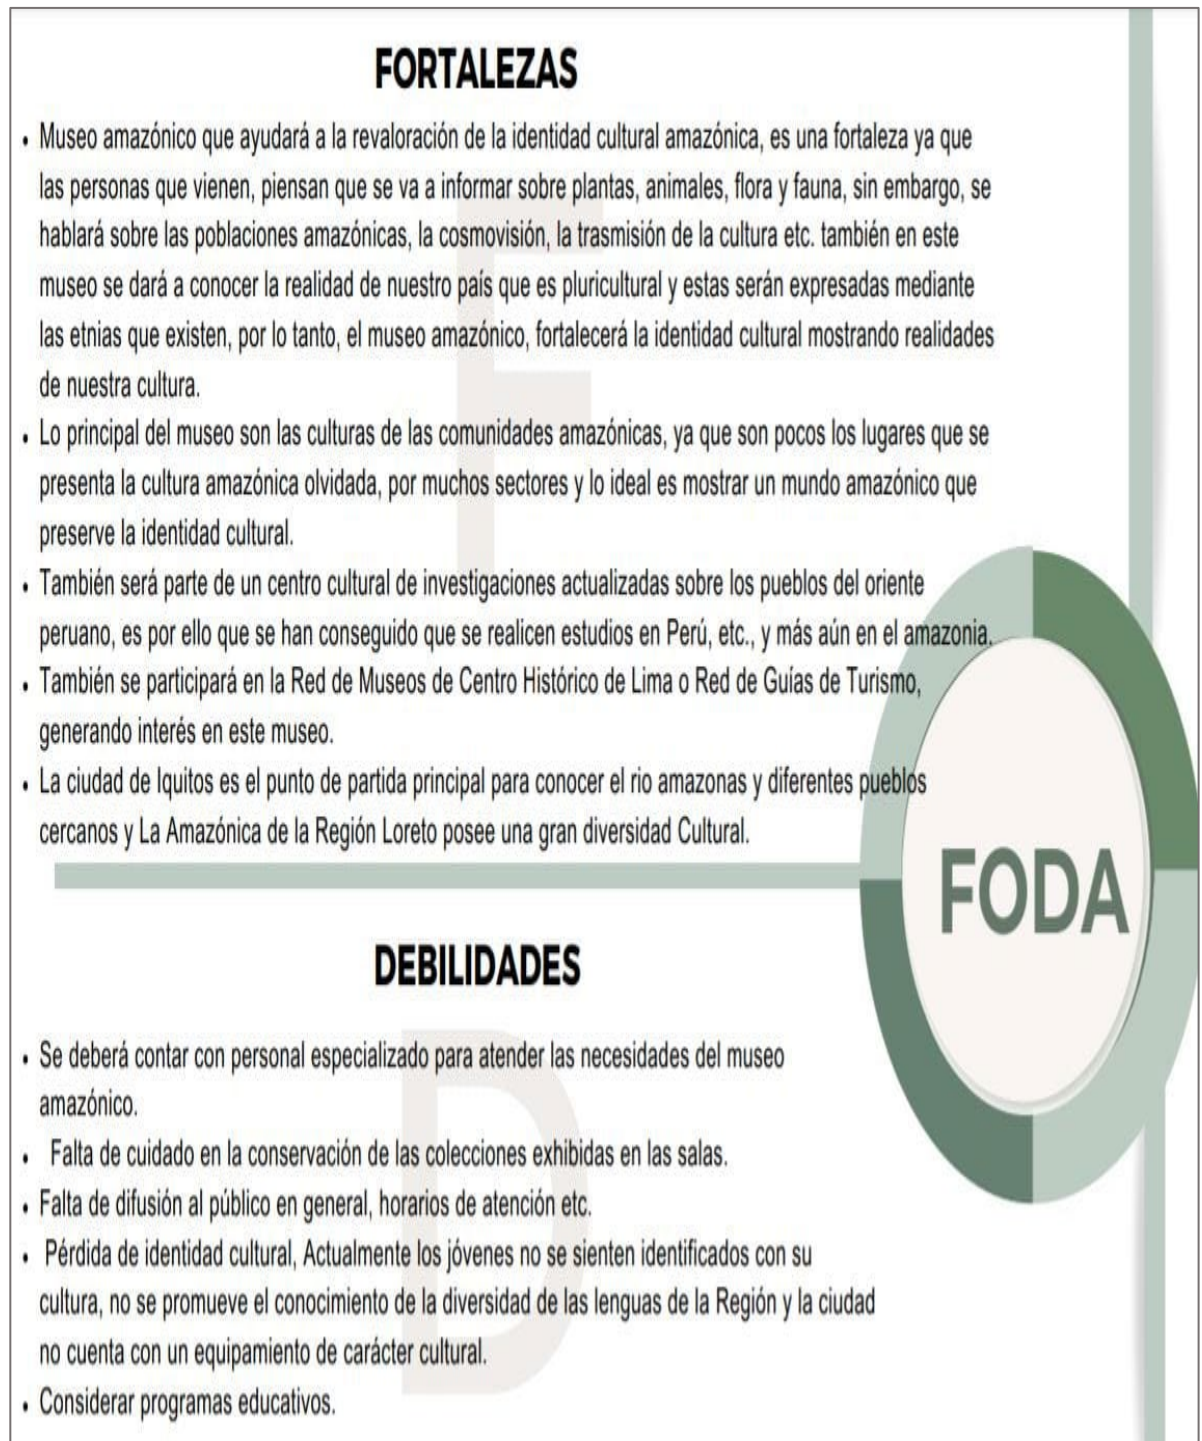 FORTALEZAS
• Museo amazónico que ayudará a la revaloración de la identidad cultural amazónica, es una fortaleza ya que
las personas que vienen, piensan que se va a informar sobre plantas, animales, flora y fauna, sin embargo, se
hablará sobre las poblaciones amazónicas, la cosmovisión, la trasmisión de la cultura etc. también en este
museo se dará a conocer la realidad de nuestro país que es pluricultural y estas serán expresadas mediante
las etnias que existen, por lo tanto, el museo amazónico, fortalecerá la identidad cultural mostrando realidades
de nuestra cultura.
• Lo principal del museo son las culturas de las comunidades amazónicas, ya que son pocos los lugares que se
presenta la cultura amazónica olvidada, por muchos sectores y lo ideal es mostrar un mundo amazónico que
preserve la identidad cultural.
• También será parte de un centro cultural de investigaciones actualizadas sobre los pueblos del oriente
peruano, es por ello que se han conseguido que se realicen estudios en Perú, etc., y más aún en el amazonia.
• También se participará en la Red de Museos de Centro Histórico de Lima o Red de Guías de Turismo,
generando interés en este museo.
• La ciudad de Iquitos es el punto de partida principal para conocer el rio amazonas y diferentes pueblos
cercanos y La Amazónica de la Región Loreto posee una gran diversidad Cultural.
F
FODA
DEBILIDADES
• Se deberá contar con personal especializado para atender las necesidades del museo
amazónico.
• Falta de cuidado en la conservación de las colecciones exhibidas en las salas.
• Falta de difusión al público en general, horarios de atención etc.
• Pérdida de identidad cultural, Actualmente los jóvenes no se sienten identificados con su
cultura, no se promueve el conocimiento de la diversidad de las lenguas de la Región y la ciudad
no cuenta con un equipamiento de carácter cultural.
• Considerar programas educativos.
D